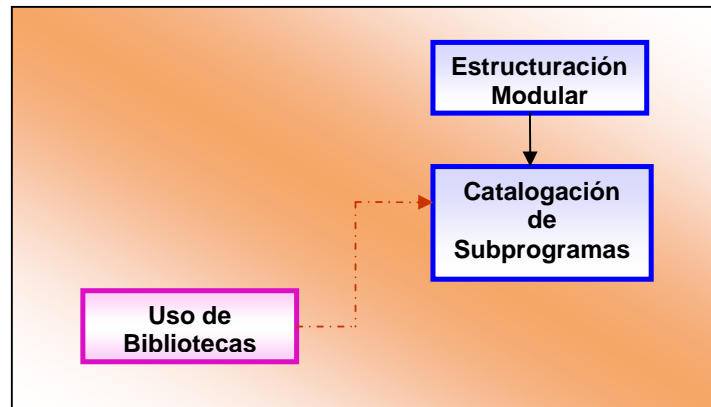 Estructuración
Modular
Catalogación
de
Subprogramas
Uso de
Bibliotecas